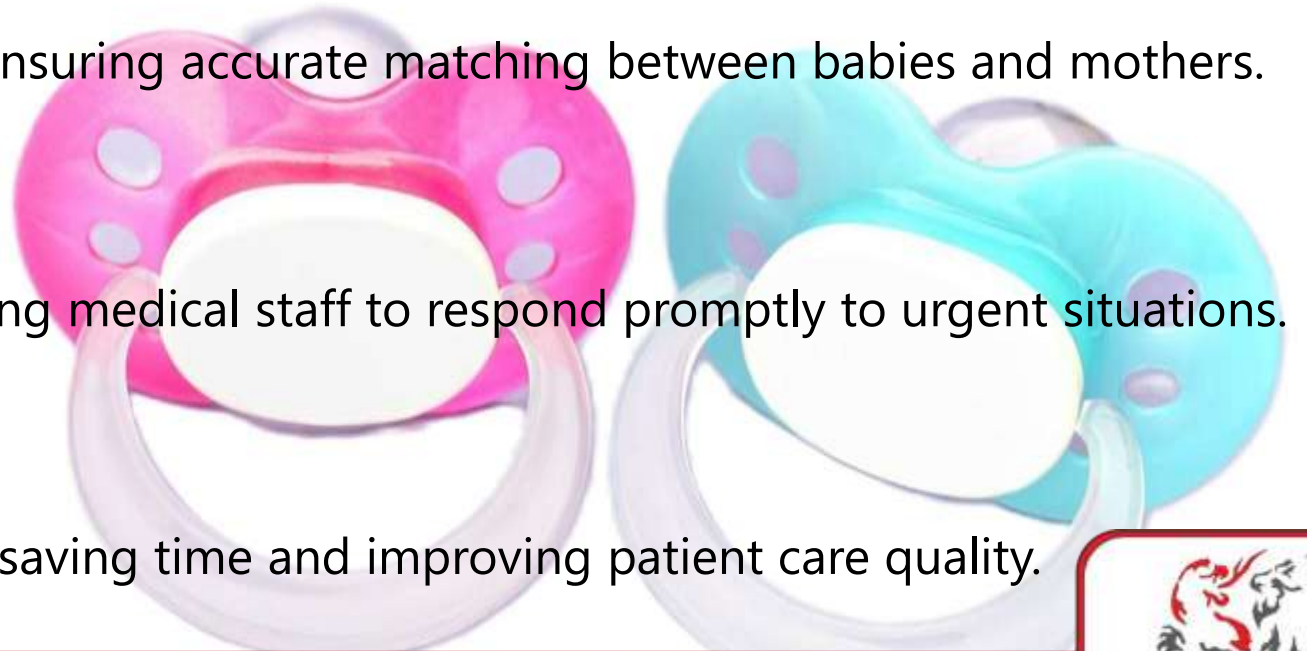 nsuring accurate matching between babies and mothers.
ng medical staff to respond promptly to urgent situations.
saving time and improving patient care quality.